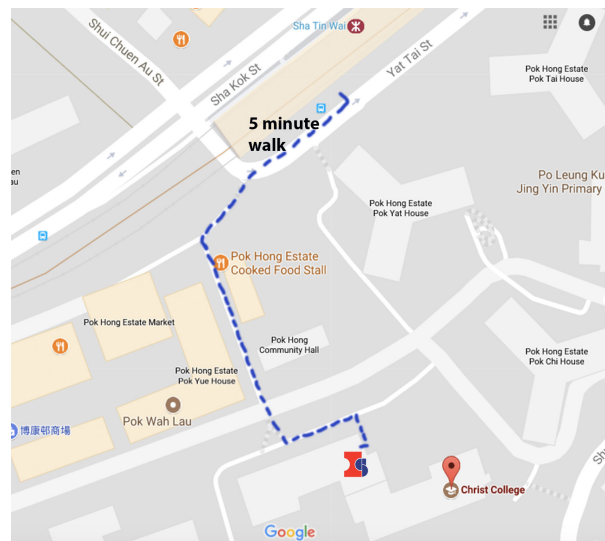 Sha Tin Wai
Shui Chuen Au St
Sha Kok St
Yat Tai St
Pok Hong Estate
Pok Tai House
5 minute
walk
Po Leung Ku
Jing Yin Primary
Pok Hong Estate
Pok Yat House
Pok Hong Estate
Cooked Food Stall
Pok Hong Estate Market
Pok Hong
Community Hall
Pok Hong Estate
Pok Yue House
Pok Hong Estate
Pok Chi House
Pok Wah Lau
博康邨商場
Christ College
Google